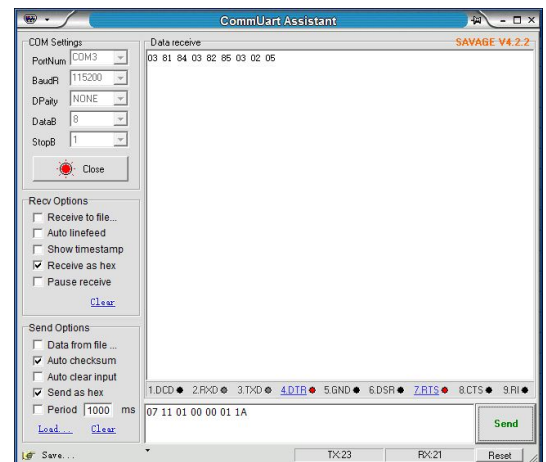 CommUart Assistant
COM Settings
PortNum COM3
BaudR 115200
DPaity NONE
DataB 8
StopB 1
Close
Recv Options
Receive to file...
Auto linefeed
Show timestamp
Receive as hex
Pause receive
Clear
Send Options
Data from file ...
Auto checksum
Auto clear input
Send as hex
Period 1000 ms
Load... Clear
Data receive SAVAGE V4.2.2
03 81 84 03 82 85 03 02 05
1.DCD 2.RXD 3.TXD 4.DTR 5.GND 6.DSR 7.RTS 8.CTS 9.RI
07 11 01 00 00 01 1A
Send
Save... TX:23 RX:21 Reset